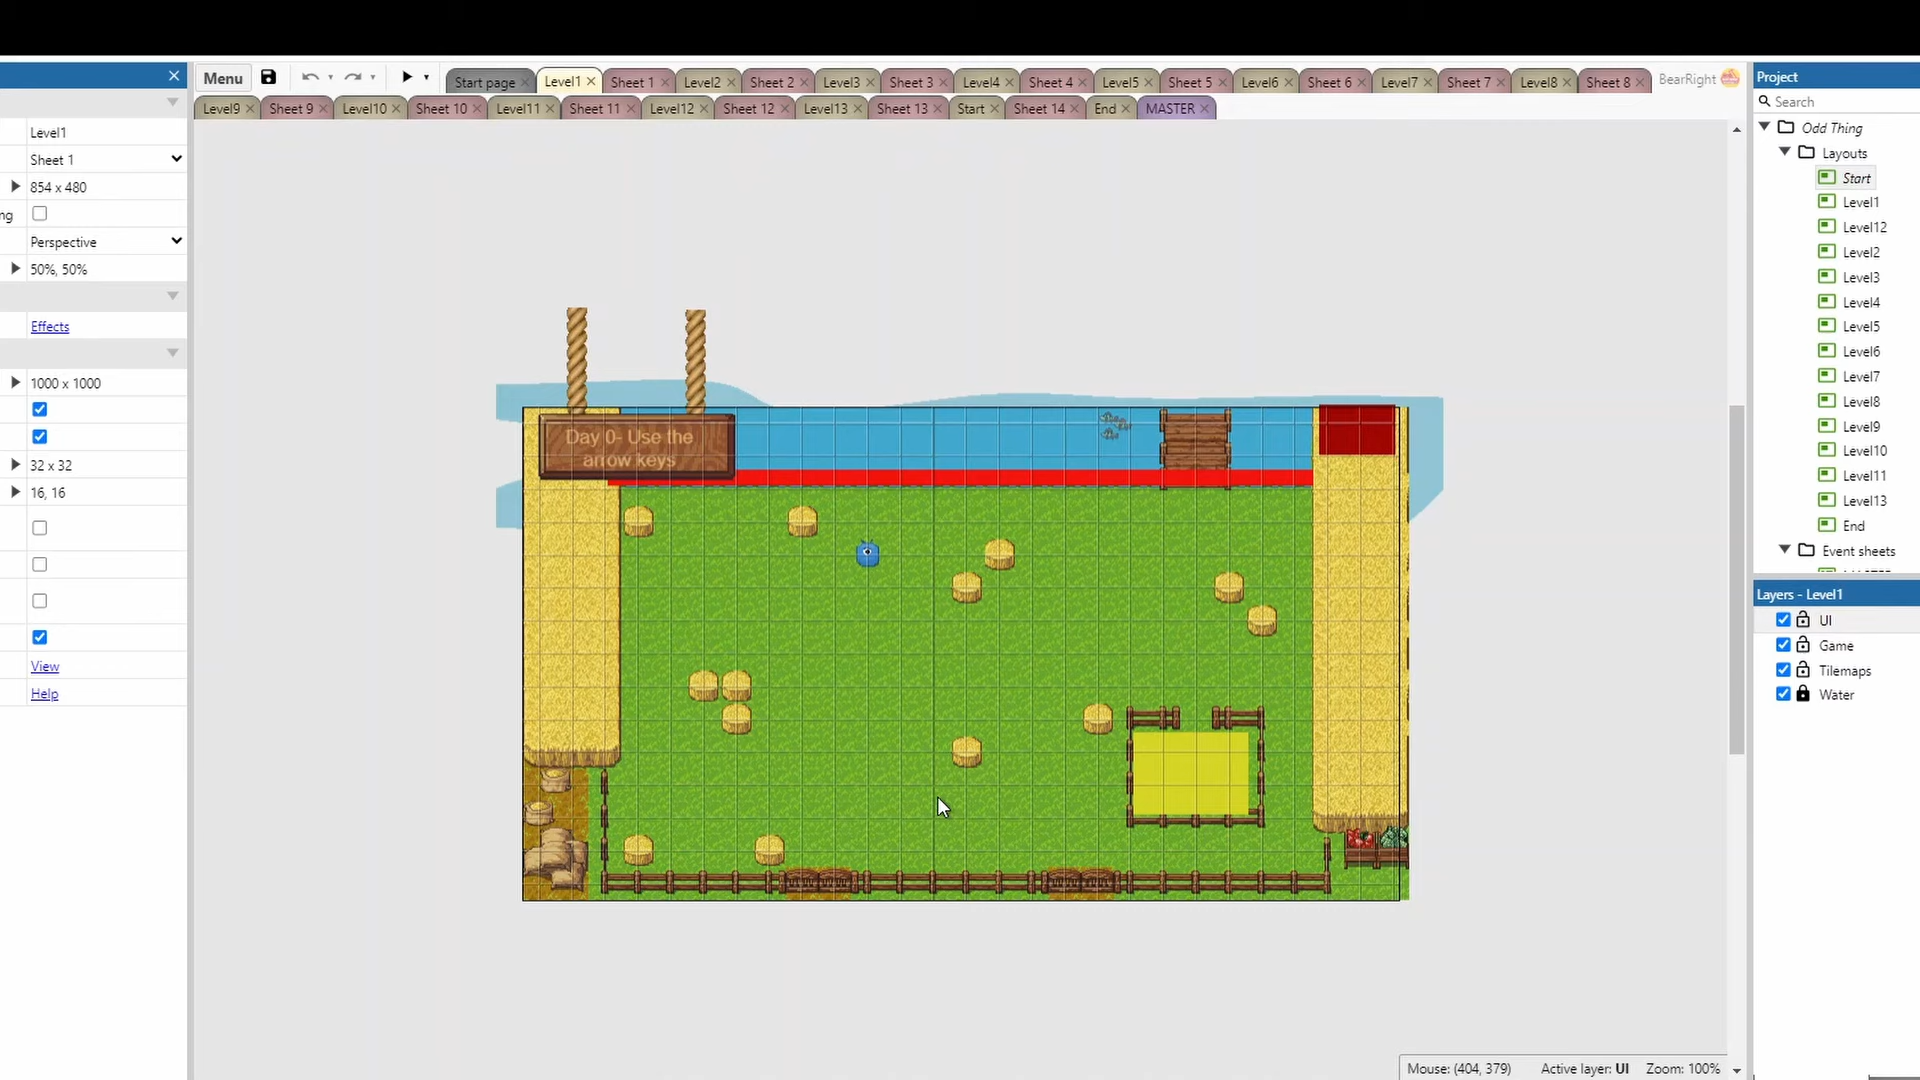 Menu
Start page
Level1
Sheet 1
Level2
Sheet 2
Level3
Sheet 3
Level4
Sheet 4
Level5
Sheet 5
Level6
Sheet 6
Level7
Sheet 7
Level8
Sheet 8
BearRight
Level9
Sheet 9
Level10
Sheet 10
Level11
Sheet 11
Level12
Sheet 12
Level13
Sheet 13
Start
Sheet 14
End
MASTER
Level1
Sheet 1
854 x 480
ng
Perspective
50%, 50%
Effects
1000 x 1000
32 x 32
16, 16
View
Help
Day 0- Use the
arrow keys
Project
Search
Odd Thing
Layouts
Start
Level1
Level12
Level2
Level3
Level4
Level5
Level6
Level7
Level8
Level9
Level10
Level11
Level13
End
Event sheets
Layers - Level1
UI
Game
Tilemaps
Water
Mouse: (404, 379)
Active layer: UI
Zoom: 100%